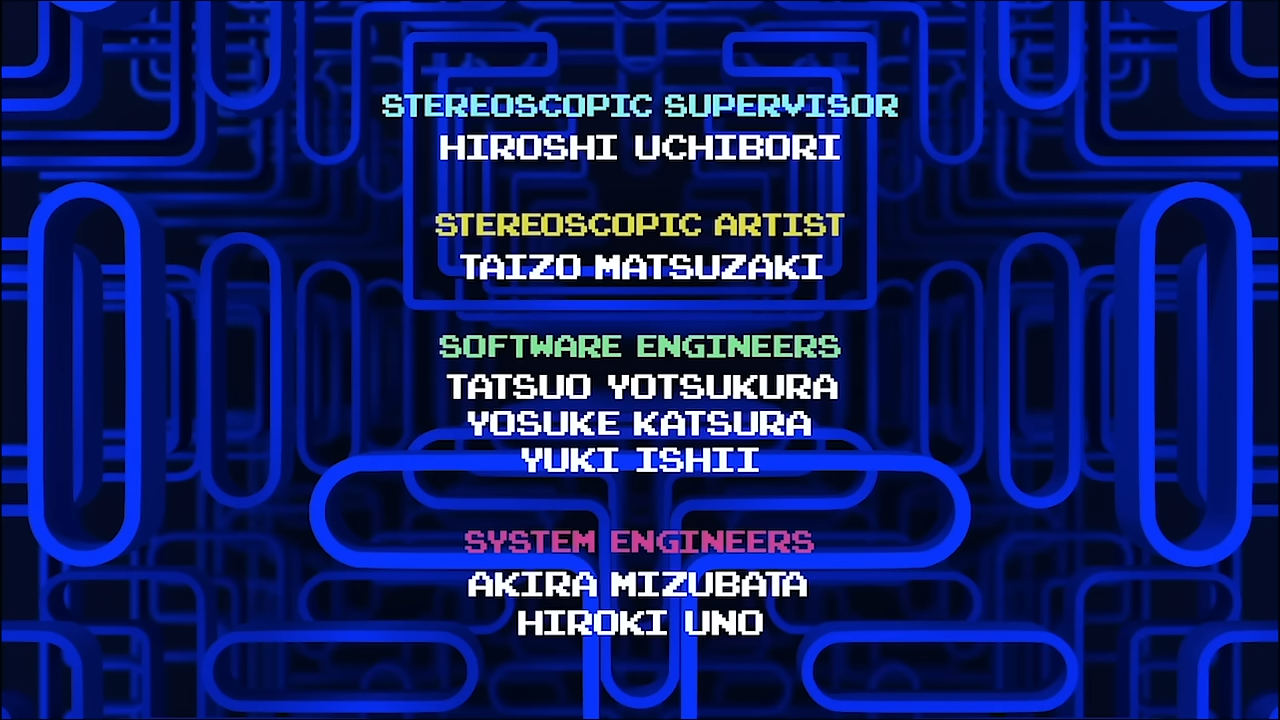 STEREOSCOPIC SUPERVISOR
HIROSHI UCHIBORI
STEREOSCOPIC ARTIST
TAIZO MATSUZAKI
SOFTWARE ENGINEERS
TATSUO YOTSUKURA
YOSUKE KATSURA
YUKI ISHII
SYSTEM ENGINEERS
AKIRA MIZUBATA
HIROKI UNO